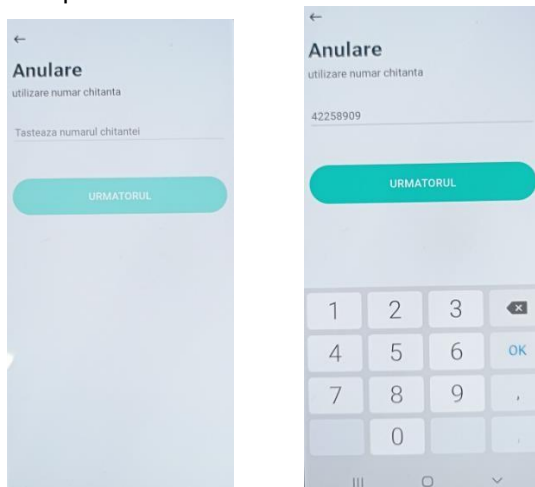 ←
Anulare
utilizare numar chitanta
Tasteaza numarul chitantei
URMATORUL
←
Anulare
utilizare numar chitanta
42258909
URMATORUL
1 2 3
4 5 6 OK
7 8 9 ,
0 .